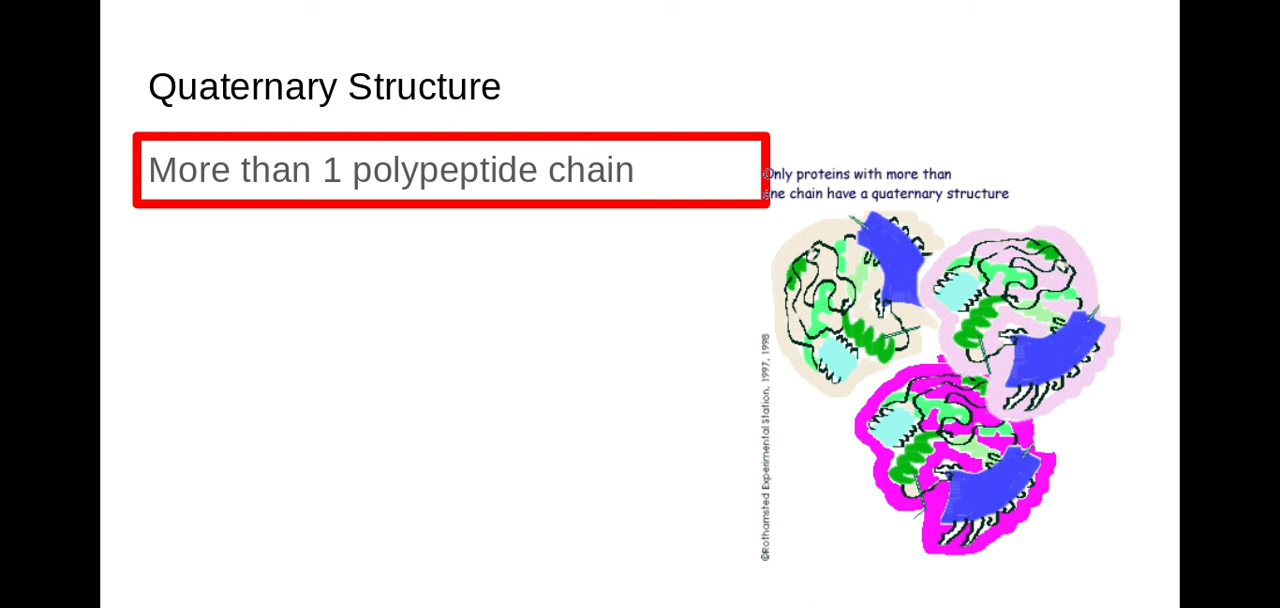 Quaternary Structure
More than 1 polypeptide chain
Only proteins with more than
one chain have a quaternary structure
©Rothamsted Experimental Station, 1997, 1998